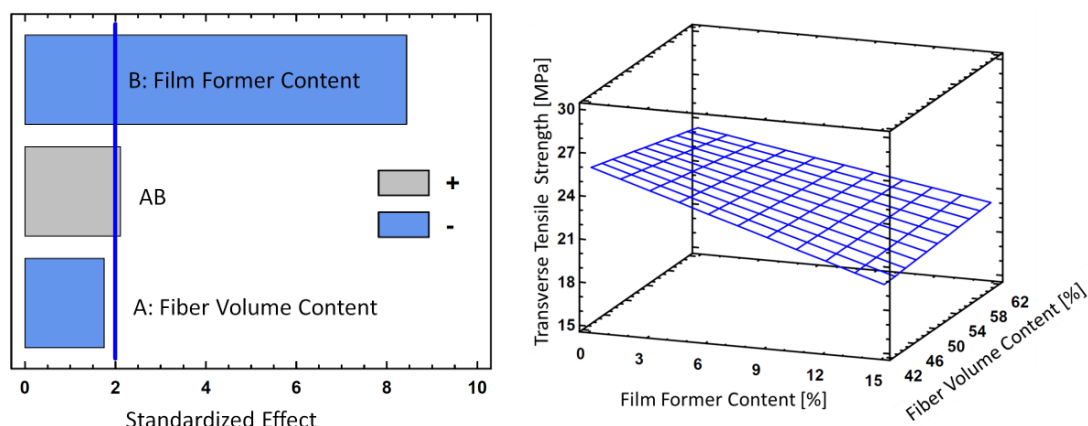 B: Film Former Content
AB
+
-
A: Fiber Volume Content
0 2 4 6 8 10
Standardized Effect
Transverse Tensile Strength [MPa]
30
27
24
21
18
15
0 3 6 9 12 15
Film Former Content [%]
42 46 50 54 58 62
Fiber Volume Content [%]